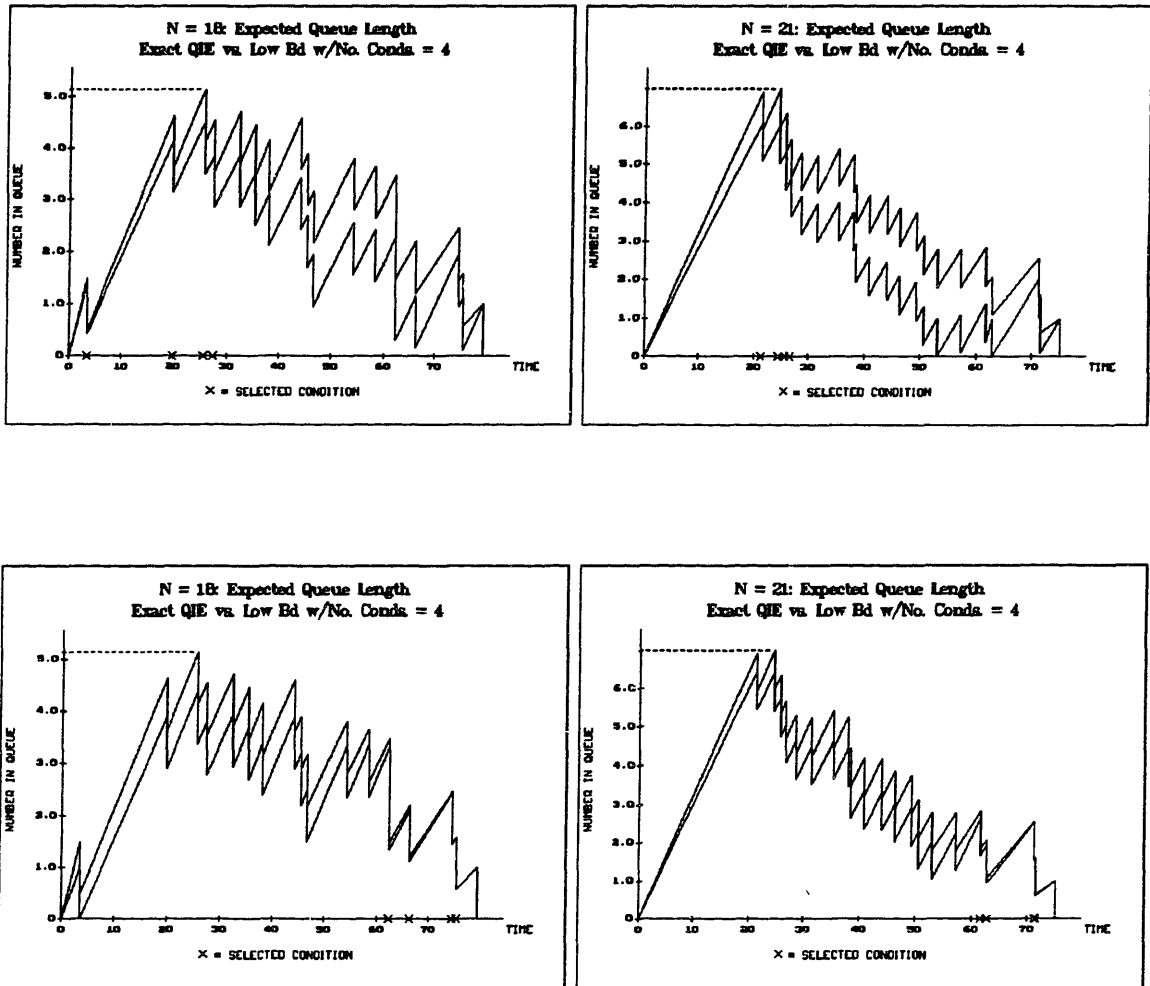 N = 18: Expected Queue Length
Exact QIE vs. Low Bd w/No. Conds. = 4
NUMBER IN QUEUE
5.0
4.0
3.0
2.0
1.0
0
0 10 20 30 40 50 60 70 TIME
× = SELECTED CONDITION
N = 21: Expected Queue Length
Exact QIE vs. Low Bd w/No. Conds. = 4
NUMBER IN QUEUE
6.0
5.0
4.0
3.0
2.0
1.0
0
0 10 20 30 40 50 60 70 TIME
× = SELECTED CONDITION
N = 18: Expected Queue Length
Exact QIE vs. Low Bd w/No. Conds. = 4
NUMBER IN QUEUE
5.0
4.0
3.0
2.0
1.0
0
0 10 20 30 40 50 60 70 TIME
× = SELECTED CONDITION
N = 21: Expected Queue Length
Exact QIE vs. Low Bd w/No. Conds. = 4
NUMBER IN QUEUE
6.0
5.0
4.0
3.0
2.0
1.0
0
0 10 20 30 40 50 60 70 TIME
× = SELECTED CONDITION